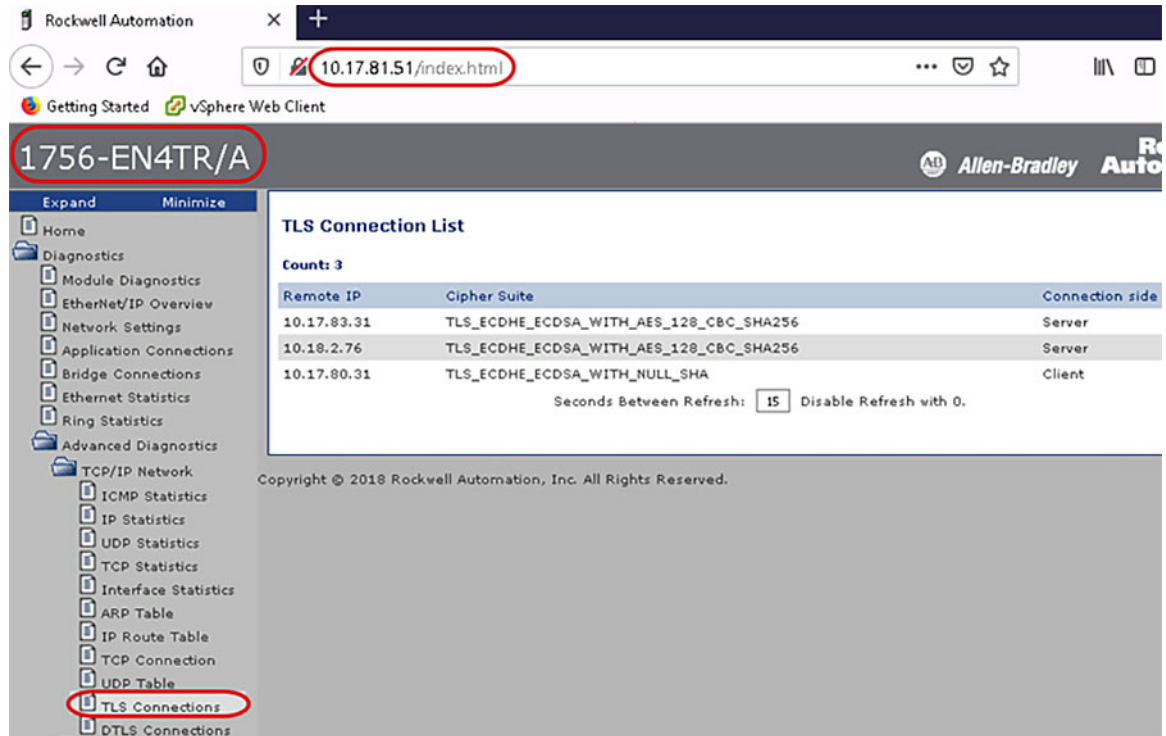 Rockwell Automation
10.17.81.51/index.html
Getting Started vSphere Web Client
1756-EN4TR/A
AB Allen-Bradley
Expand Minimize
Home
Diagnostics
Module Diagnostics
EtherNet/IP Overview
Network Settings
Application Connections
Bridge Connections
Ethernet Statistics
Ring Statistics
Advanced Diagnostics
TCP/IP Network
ICMP Statistics
IP Statistics
UDP Statistics
TCP Statistics
Interface Statistics
ARP Table
IP Route Table
TCP Connection
UDP Table
TLS Connections
DTLS Connections
TLS Connection List
Count: 3
Remote IP Cipher Suite Connection side
10.17.83.31 TLS_ECDHE_ECDSA_WITH_AES_128_CBC_SHA256 Server
10.18.2.76 TLS_ECDHE_ECDSA_WITH_AES_128_CBC_SHA256 Server
10.17.80.31 TLS_ECDHE_ECDSA_WITH_NULL_SHA Client
Seconds Between Refresh: 15 Disable Refresh with 0.
Copyright © 2018 Rockwell Automation, Inc. All Rights Reserved.